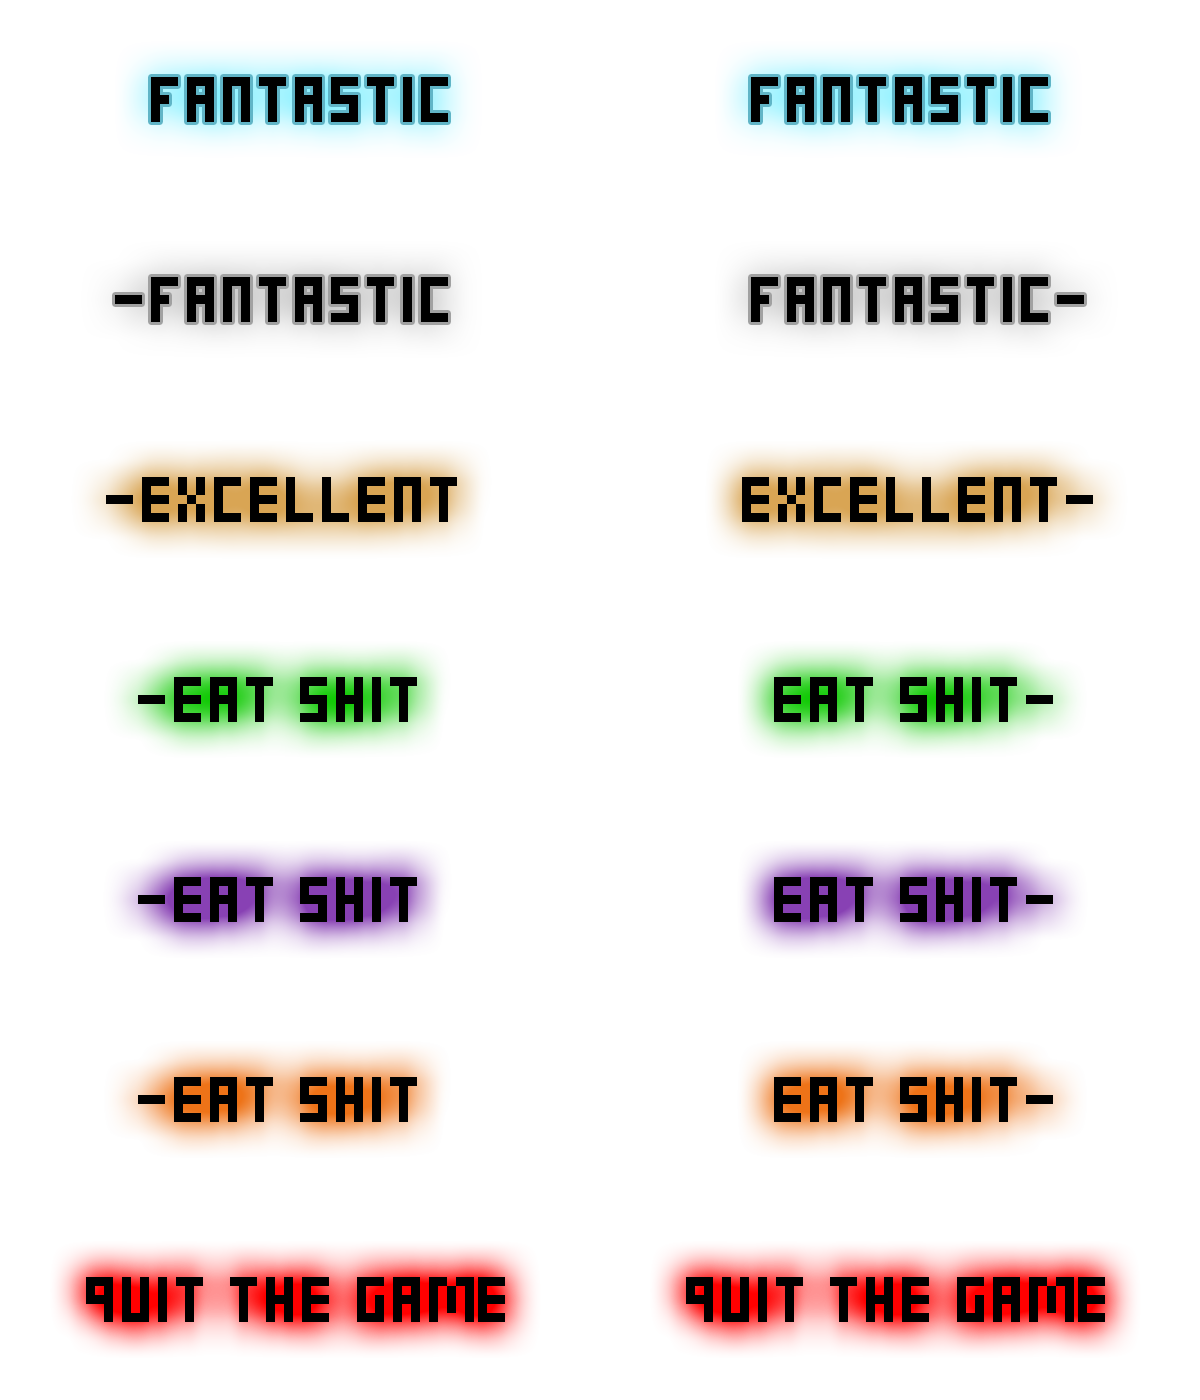 FANTASTIC FANTASTIC
-FANTASTIC FANTASTIC-
-EXCELLENT EXCELLENT-
-EAT SHIT EAT SHIT-
-EAT SHIT EAT SHIT-
-EAT SHIT EAT SHIT-
QUIT THE GAME QUIT THE GAME